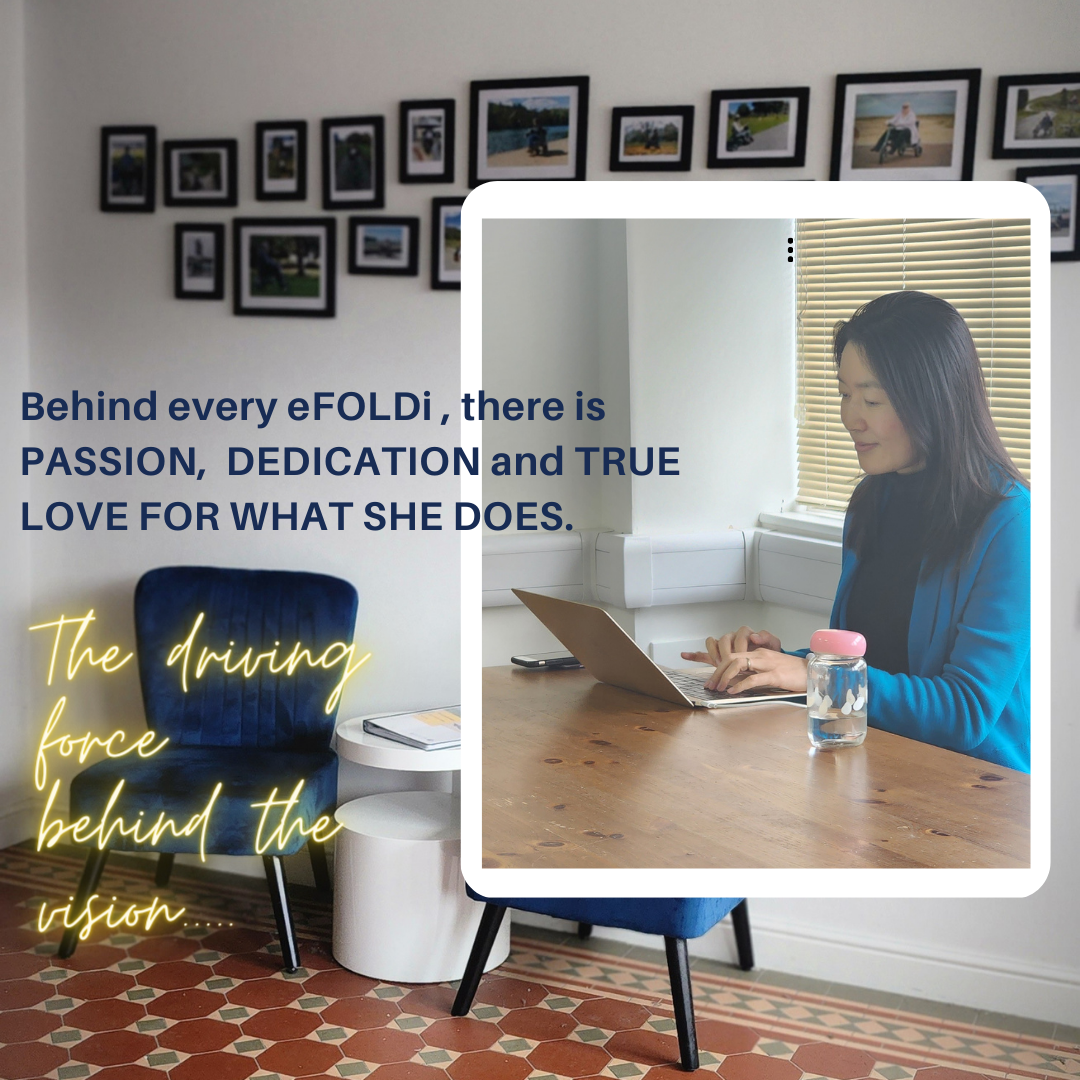 Behind every eFOLDi , there is
PASSION, DEDICATION and TRUE
LOVE FOR WHAT SHE DOES.
The driving
force
behind the
vision.....